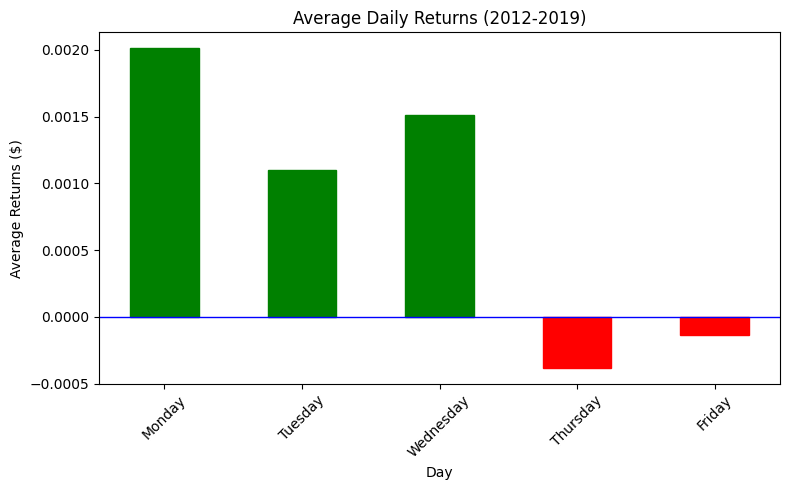 Average Daily Returns (2012-2019)
Average Returns ($)
0.0020
0.0015
0.0010
0.0005
0.0000
−0.0005
Monday
Tuesday
Wednesday
Thursday
Friday
Day